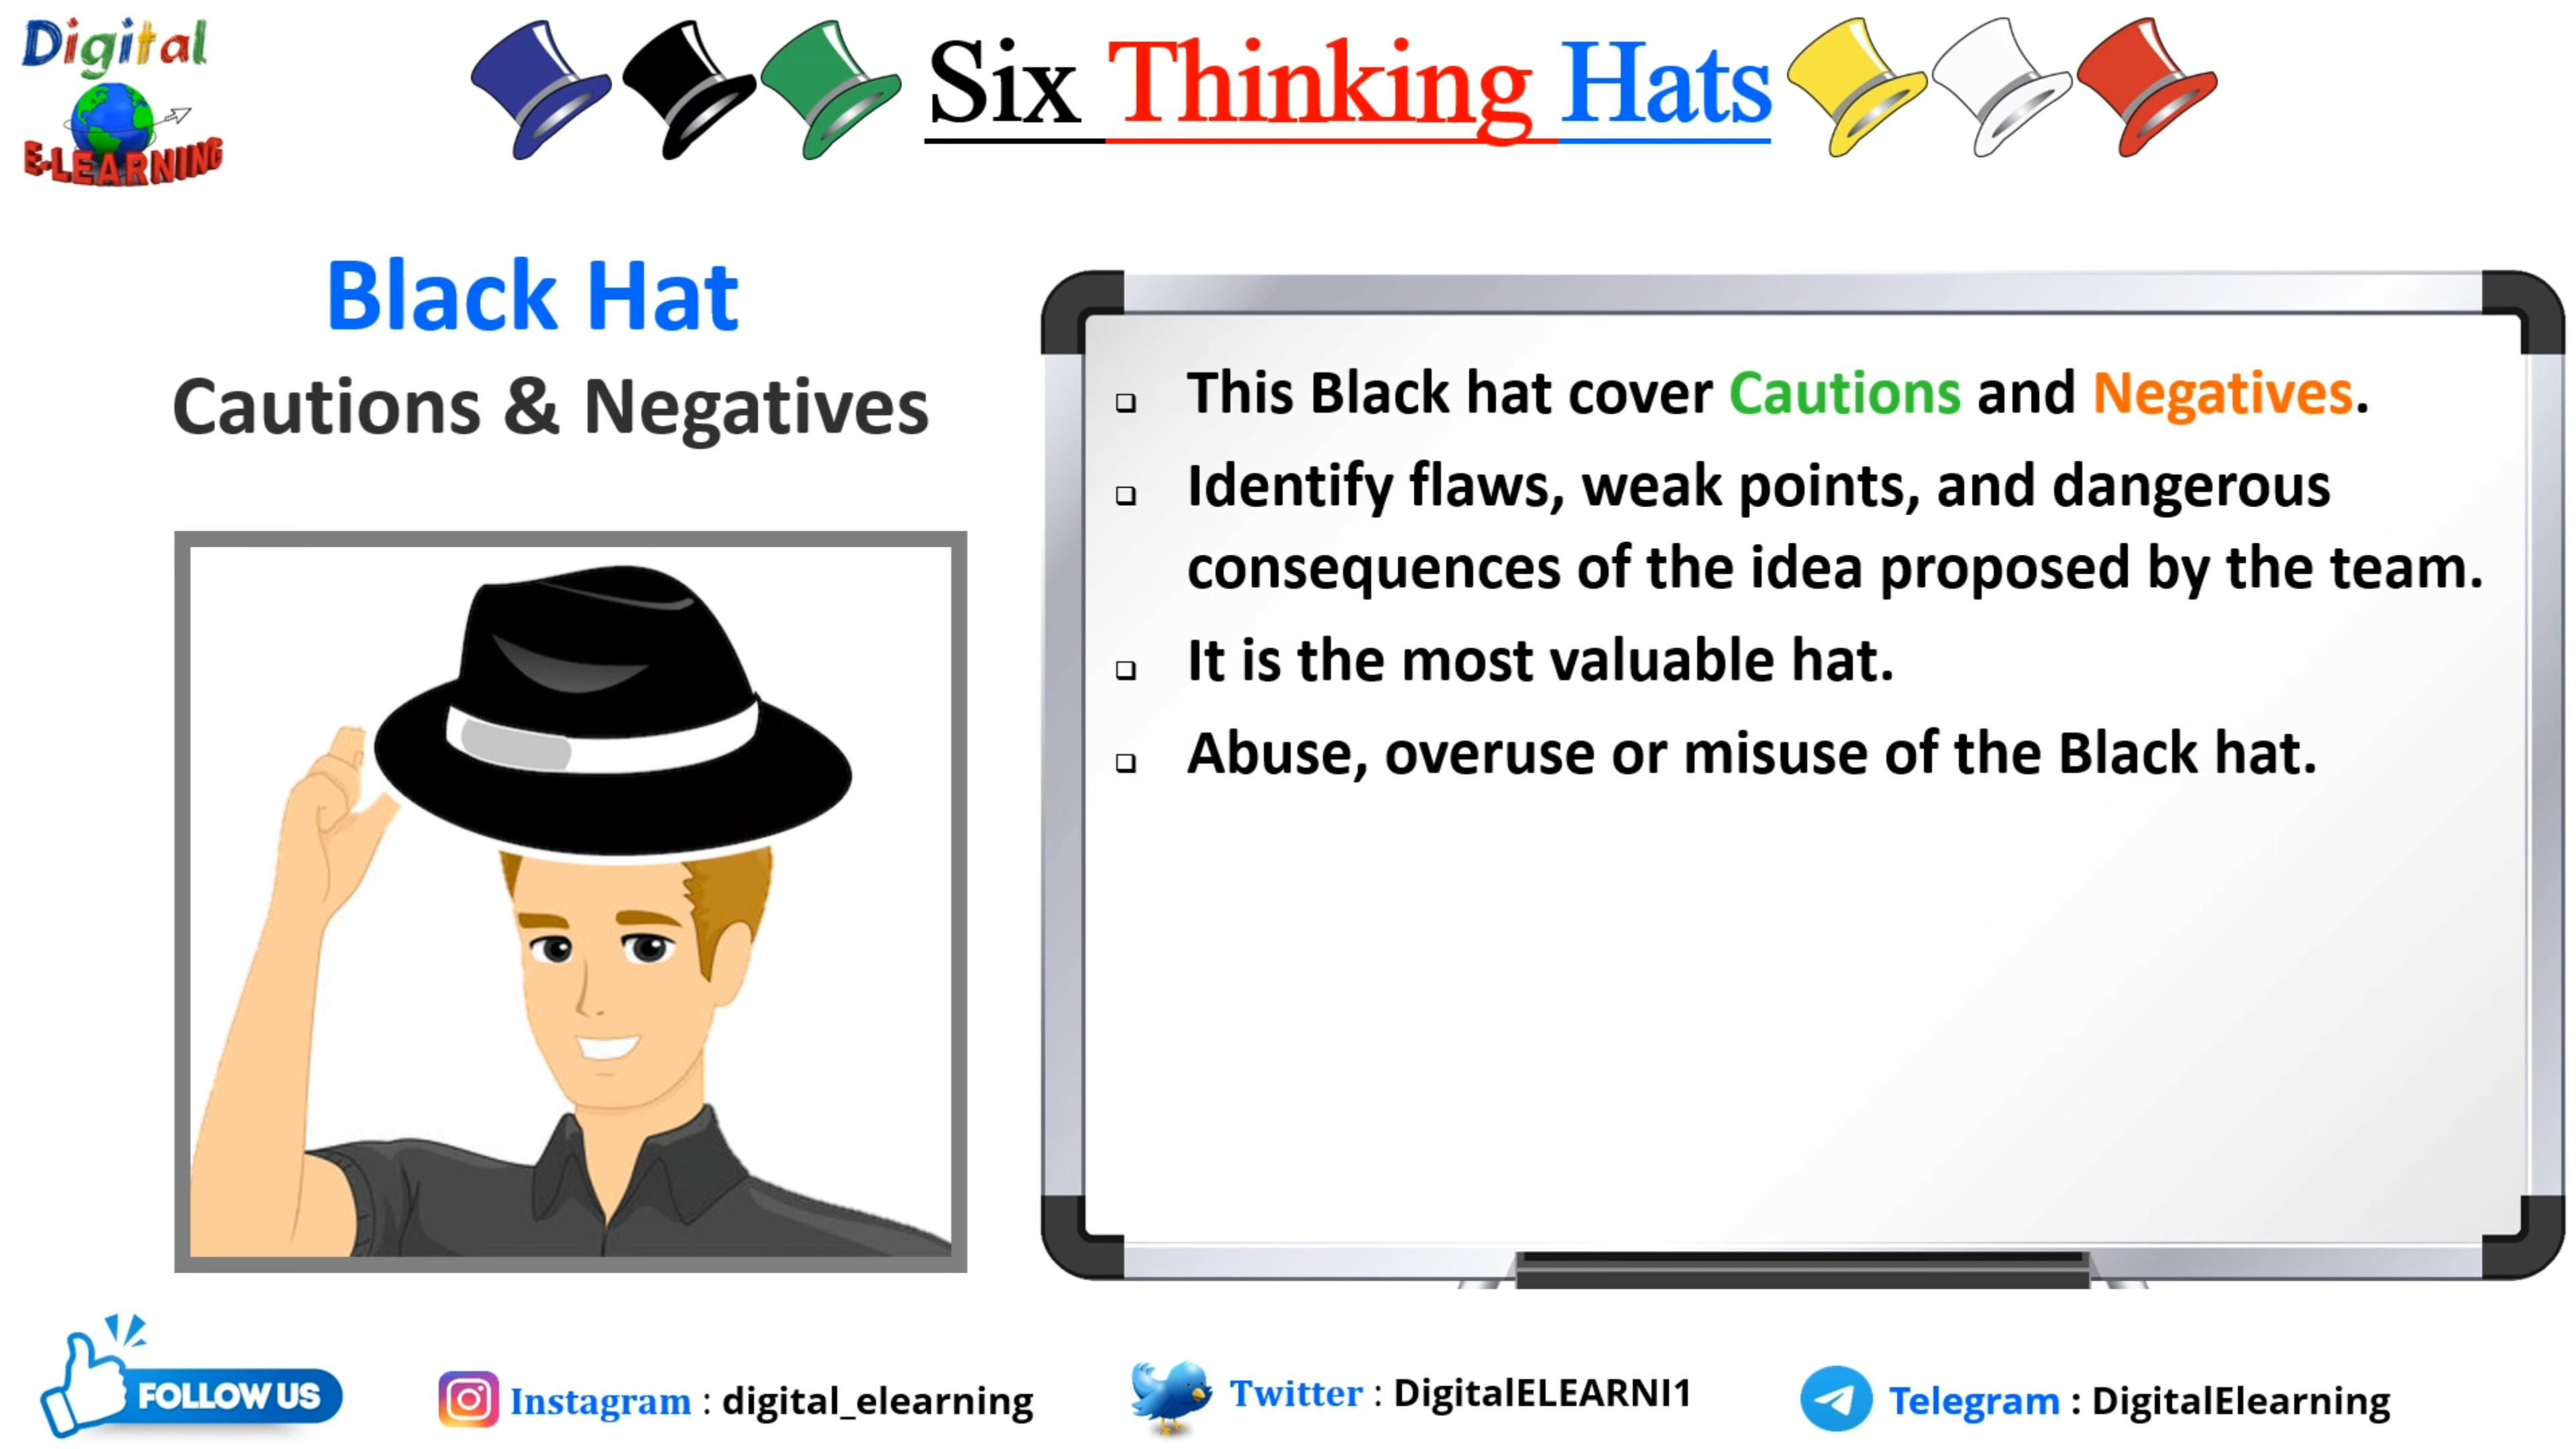 Digital
E-LEARNING
Six Thinking Hats
Black Hat
Cautions & Negatives
❑ This Black hat cover Cautions and Negatives.
❑ Identify flaws, weak points, and dangerous
consequences of the idea proposed by the team.
❑ It is the most valuable hat.
❑ Abuse, overuse or misuse of the Black hat.
FOLLOW US
Instagram : digital_elearning
Twitter : DigitalELEARNI1
Telegram : DigitalElearning